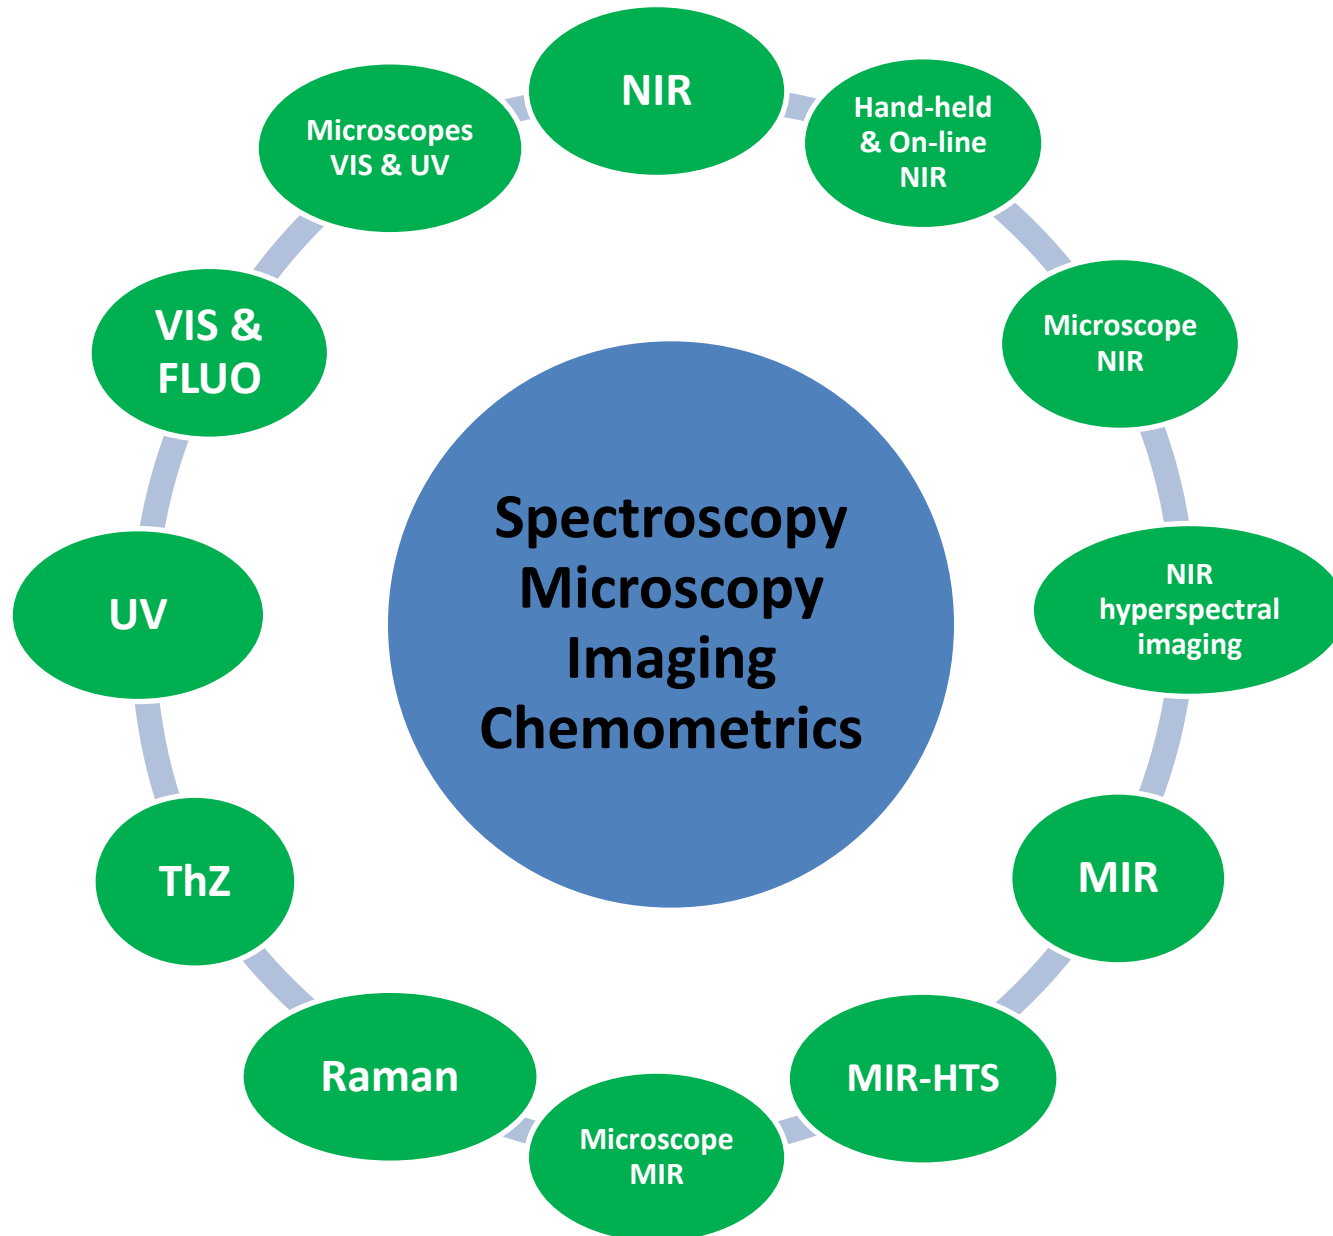 NIR
Hand-held
& On-line
NIR
Microscope
NIR
NIR
hyperspectral
imaging
MIR
MIR-HTS
Microscope
MIR
Raman
ThZ
UV
VIS &
FLUO
Microscopes
VIS & UV
Spectroscopy
Microscopy
Imaging
Chemometrics